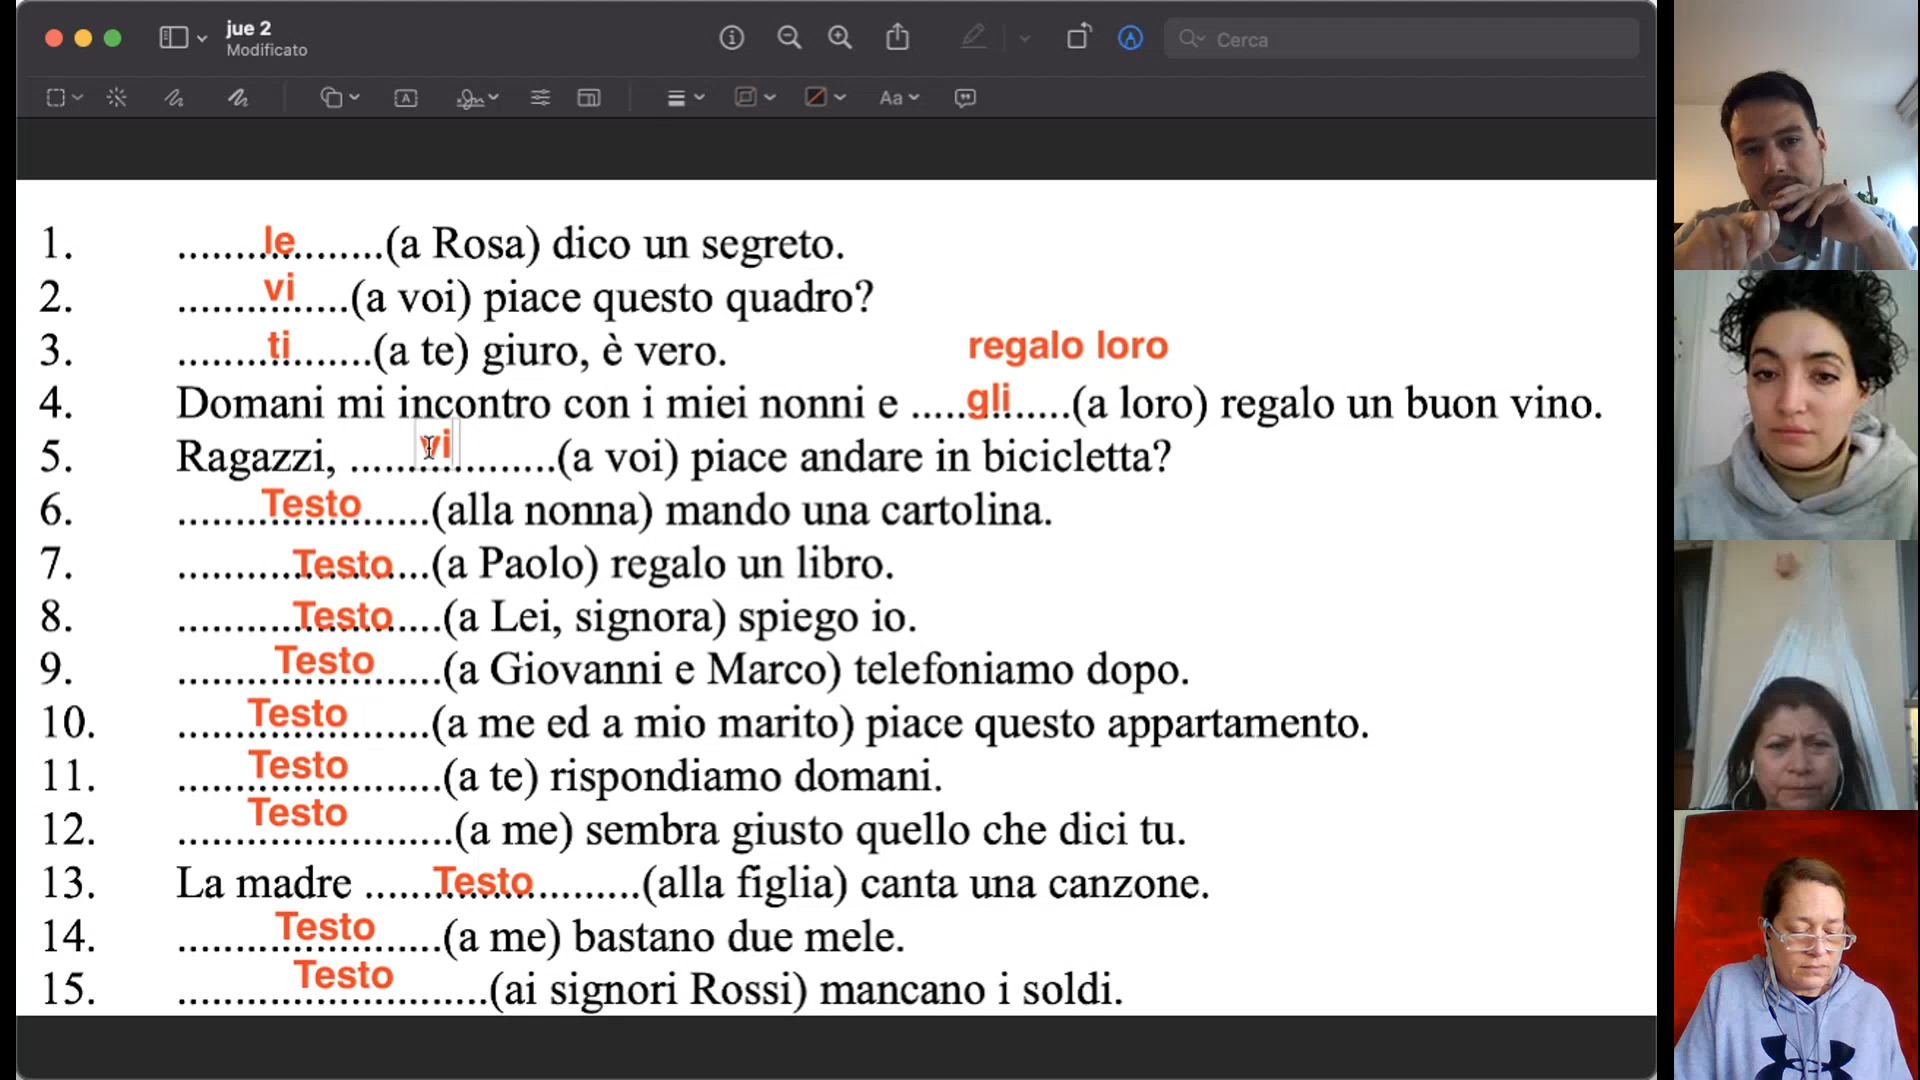 jue 2
Modificato
Cerca
Aa
1. ........le........(a Rosa) dico un segreto.
2. ........vi........(a voi) piace questo quadro?
3. ........ti........(a te) giuro, è vero.
regalo loro
4. Domani mi incontro con i miei nonni e .....gli.....(a loro) regalo un buon vino.
5. Ragazzi, ......vi.........(a voi) piace andare in bicicletta?
6. .......Testo......(alla nonna) mando una cartolina.
7. ..........Testo...(a Paolo) regalo un libro.
8. ..........Testo....(a Lei, signora) spiego io.
9. ........Testo......(a Giovanni e Marco) telefoniamo dopo.
10. ......Testo.......(a me ed a mio marito) piace questo appartamento.
11. ......Testo........(a te) rispondiamo domani.
12. ......Testo.........(a me) sembra giusto quello che dici tu.
13. La madre ......Testo.........(alla figlia) canta una canzone.
14. ........Testo......(a me) bastano due mele.
15. ..........Testo........(ai signori Rossi) mancano i soldi.